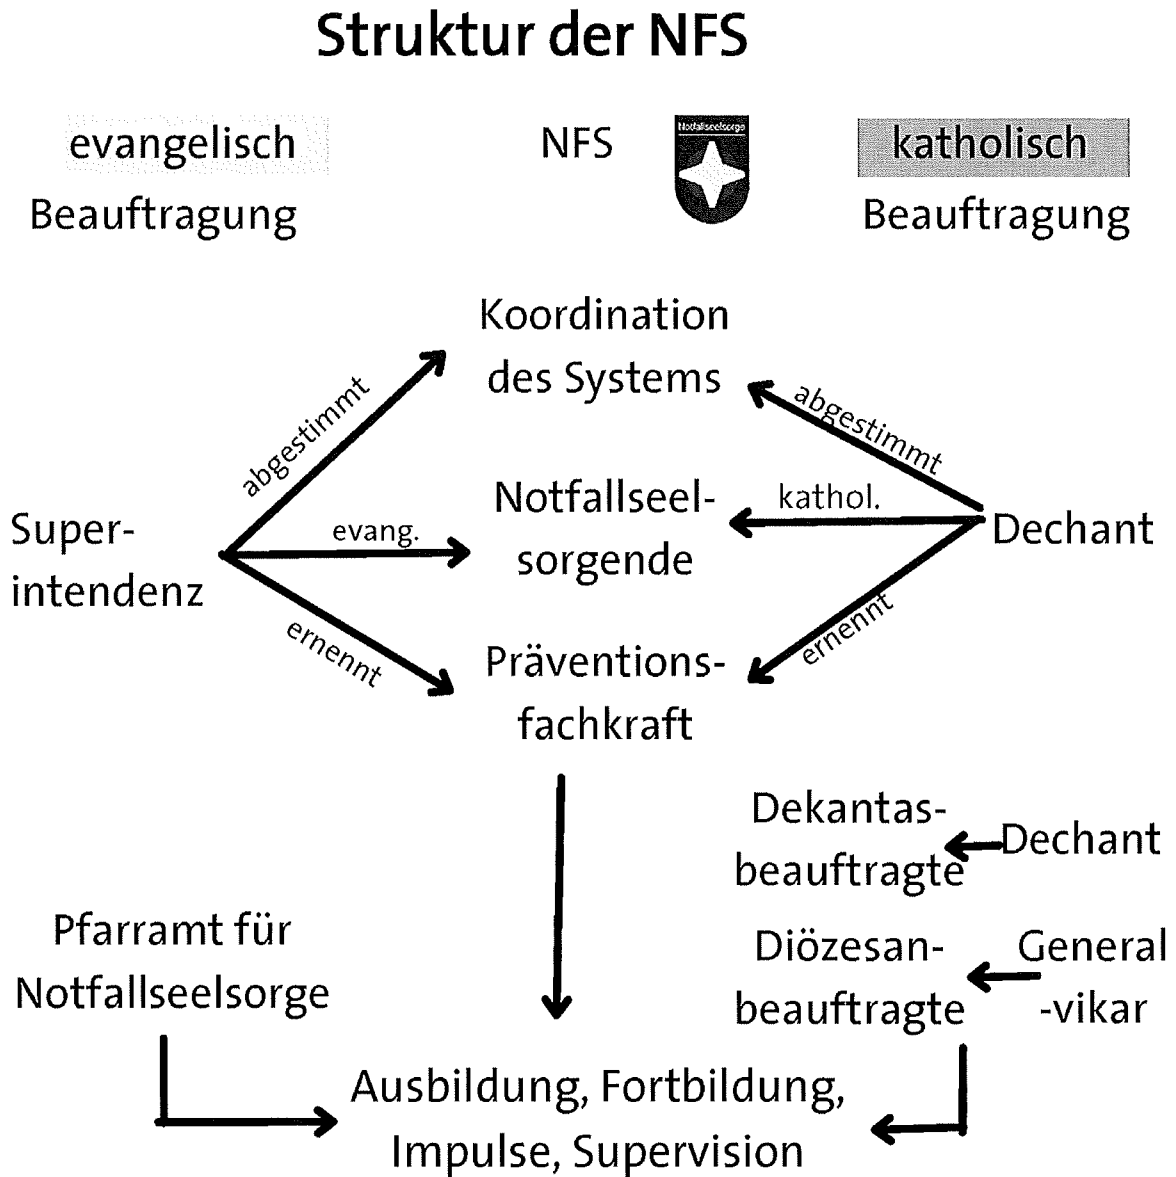 Struktur der NFS
evangelisch
NFS
Notfallseelsorge
katholisch
Beauftragung
Beauftragung
Koordination
des Systems
abgestimmt
abgestimmt
Super-
intendenz
evang.
Notfallseel-
sorgende
kathol.
Dechant
ernennt
ernennt
Präventions-
fachkraft
Dekantas-
beauftragte
Dechant
Pfarramt für
Notfallseelsorge
Diözesan-
beauftragte
General
-vikar
Ausbildung, Fortbildung,
Impulse, Supervision